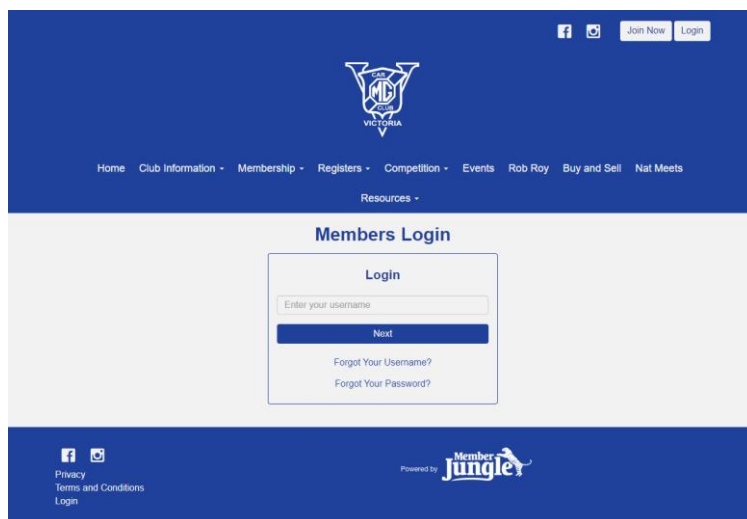 Join Now Login
CAR
MG
CLUB
VICTORIA
Home Club Information Membership Registers Competition Events Rob Roy Buy and Sell Nat Meets
Resources
Members Login
Login
Enter your username
Next
Forgot Your Username?
Forgot Your Password?
Privacy
Terms and Conditions
Login
Powered by Member Jungle